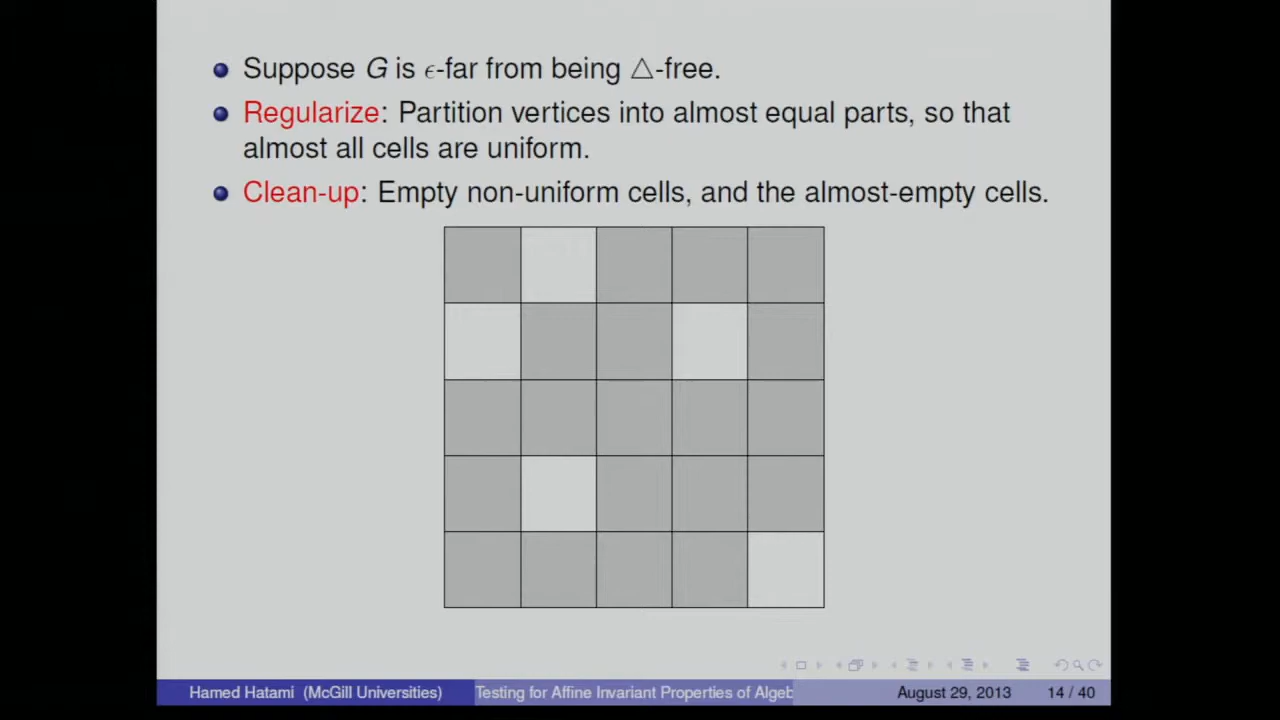 Suppose G is ϵ-far from being △-free.
Regularize: Partition vertices into almost equal parts, so that
almost all cells are uniform.
Clean-up: Empty non-uniform cells, and the almost-empty cells.
Hamed Hatami (McGill Universities)
Testing for Affine Invariant Properties of Algeb
August 29, 2013
14 / 40